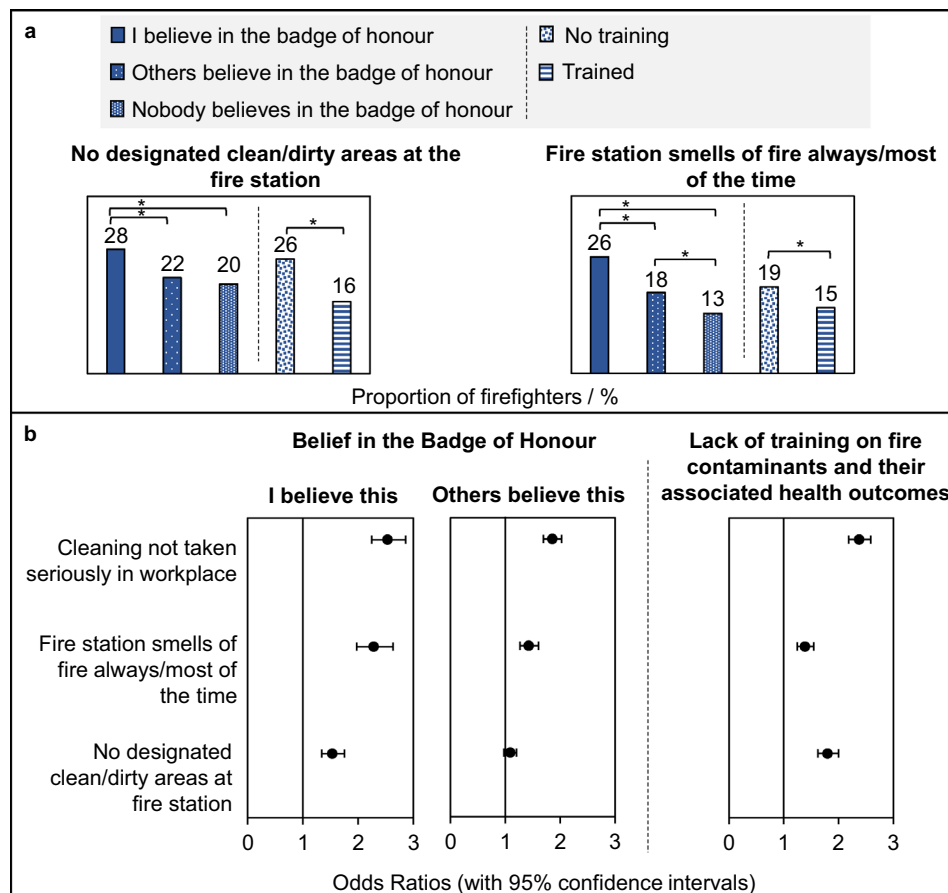 a
I believe in the badge of honour
Others believe in the badge of honour
Nobody believes in the badge of honour
No training
Trained
No designated clean/dirty areas at the
fire station
* *
28 22 20
*
26 16
Fire station smells of fire always/most
of the time
* * *
26 18 13
*
19 15
Proportion of firefighters / %
b
Belief in the Badge of Honour
I believe this
Others believe this
Lack of training on fire
contaminants and their
associated health outcomes
Cleaning not taken
seriously in workplace
Fire station smells of
fire always/most of
the time
No designated
clean/dirty areas at
fire station
0 1 2 3
0 1 2 3
0 1 2 3
Odds Ratios (with 95% confidence intervals)